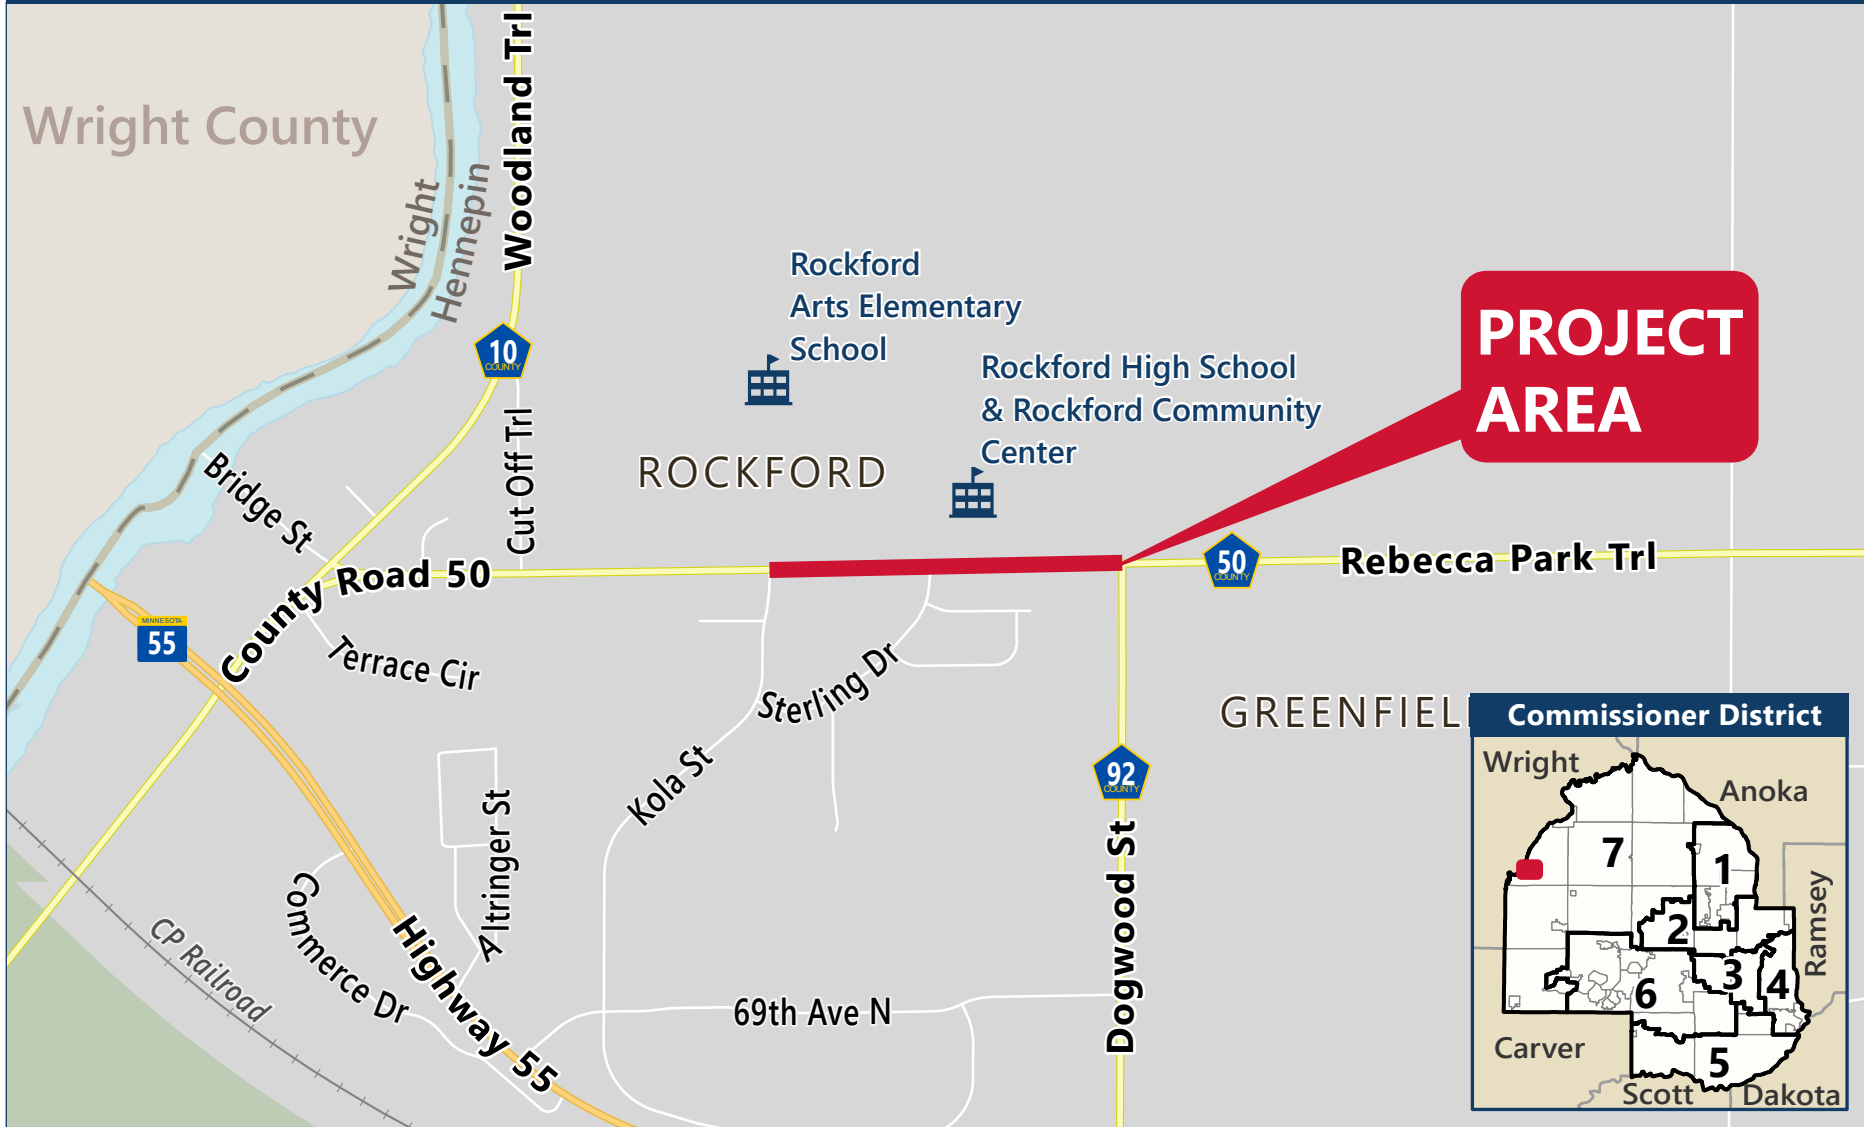 Wright County
Woodland Trl
Wright
Hennepin
10
COUNTY
Rockford
Arts Elementary
School
Rockford High School
& Rockford Community
Center
PROJECT
AREA
ROCKFORD
Cut Off Trl
Bridge St
County Road 50
50
COUNTY
Rebecca Park Trl
MINNESOTA
55
Terrace Cir
Sterling Dr
Kola St
GREENFIEL
92
COUNTY
Dogwood St
Altringer St
Commerce Dr
Highway 55
CP Railroad
69th Ave N
Commissioner District
Wright
Anoka
7
1
2
Ramsey
3
4
6
Carver
5
Scott
Dakota